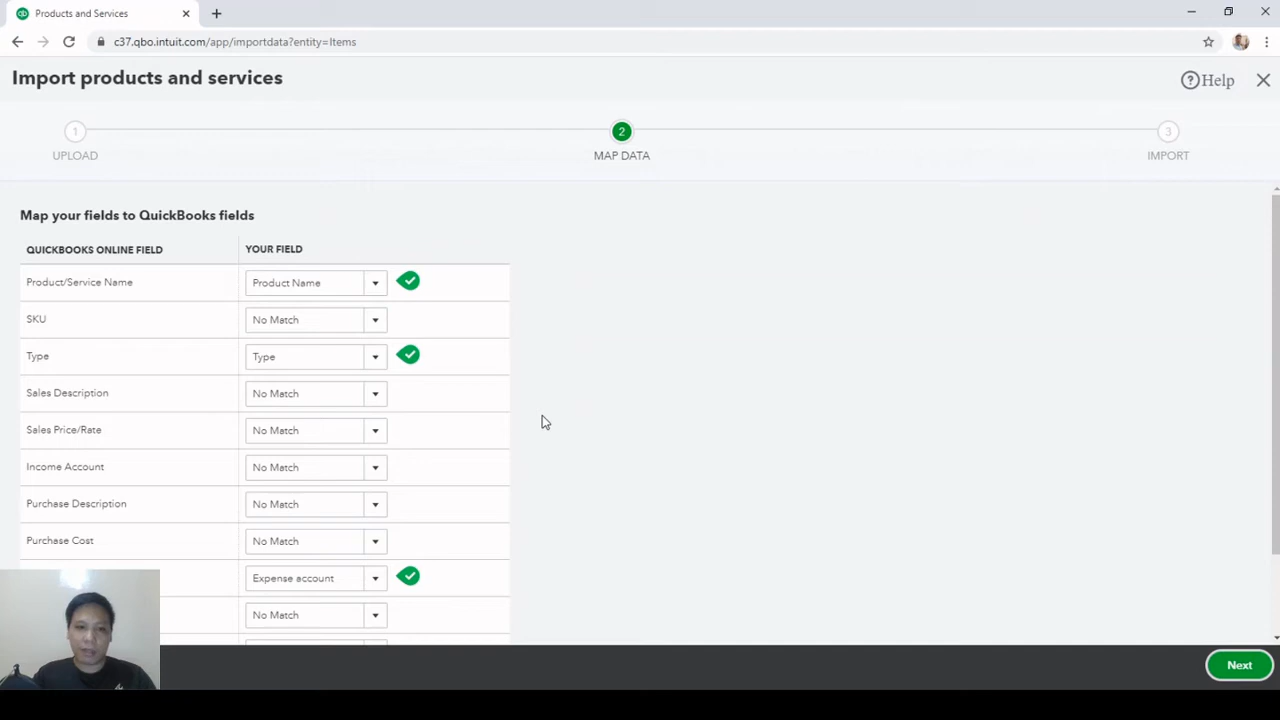 Products and Services
c37.qbo.intuit.com/app/importdata?entity=Items
Import products and services
Help
1
2
3
UPLOAD
MAP DATA
IMPORT
Map your fields to QuickBooks fields
QUICKBOOKS ONLINE FIELD
YOUR FIELD
Product/Service Name
Product Name
SKU
No Match
Type
Type
Sales Description
No Match
Sales Price/Rate
No Match
Income Account
No Match
Purchase Description
No Match
Purchase Cost
No Match
Expense account
No Match
Next